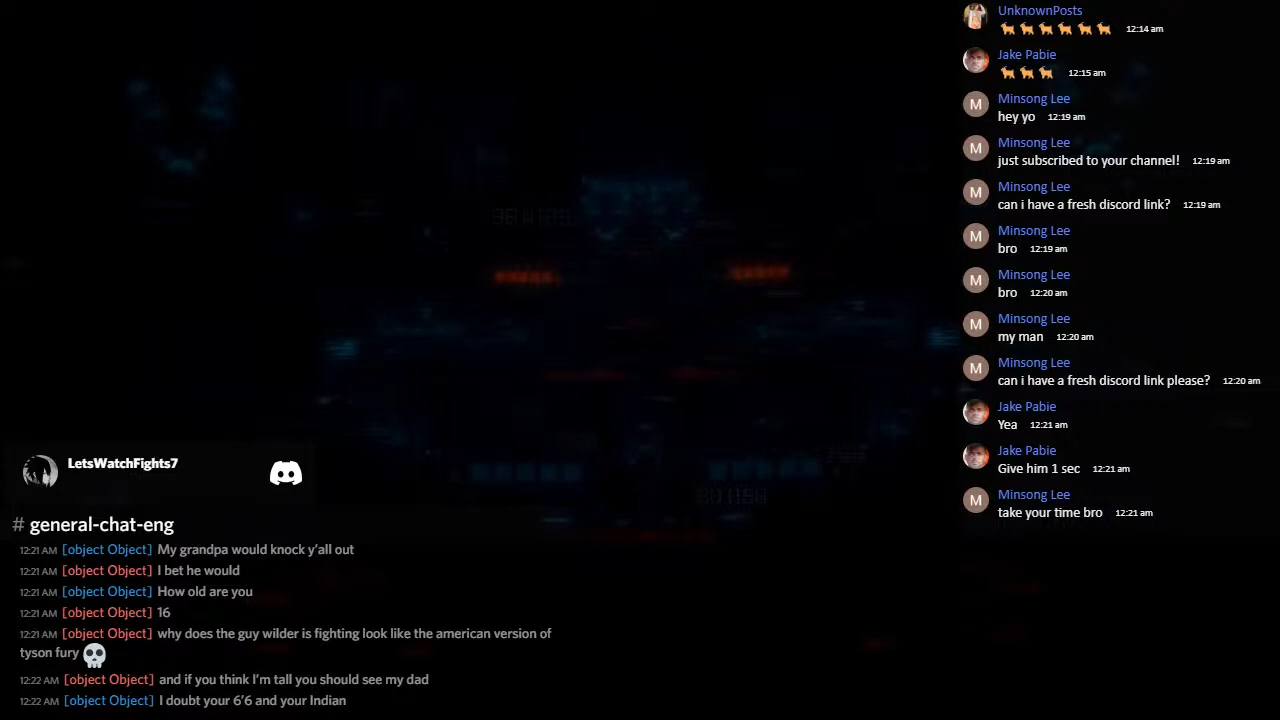 UnknownPosts
🐐🐐🐐🐐🐐🐐 12:14 am
Jake Pabie
🐐🐐🐐 12:15 am
M Minsong Lee
hey yo 12:19 am
M Minsong Lee
just subscribed to your channel! 12:19 am
M Minsong Lee
can i have a fresh discord link? 12:19 am
M Minsong Lee
bro 12:19 am
M Minsong Lee
bro 12:20 am
M Minsong Lee
my man 12:20 am
M Minsong Lee
can i have a fresh discord link please? 12:20 am
Jake Pabie
Yea 12:21 am
Jake Pabie
Give him 1 sec 12:21 am
M Minsong Lee
take your time bro 12:21 am
LetsWatchFights7
# general-chat-eng
12:21 AM [object Object] My grandpa would knock y'all out
12:21 AM [object Object] I bet he would
12:21 AM [object Object] How old are you
12:21 AM [object Object] 16
12:21 AM [object Object] why does the guy wilder is fighting look like the american version of
tyson fury 💀
12:22 AM [object Object] and if you think I'm tall you should see my dad
12:22 AM [object Object] I doubt your 6'6 and your Indian